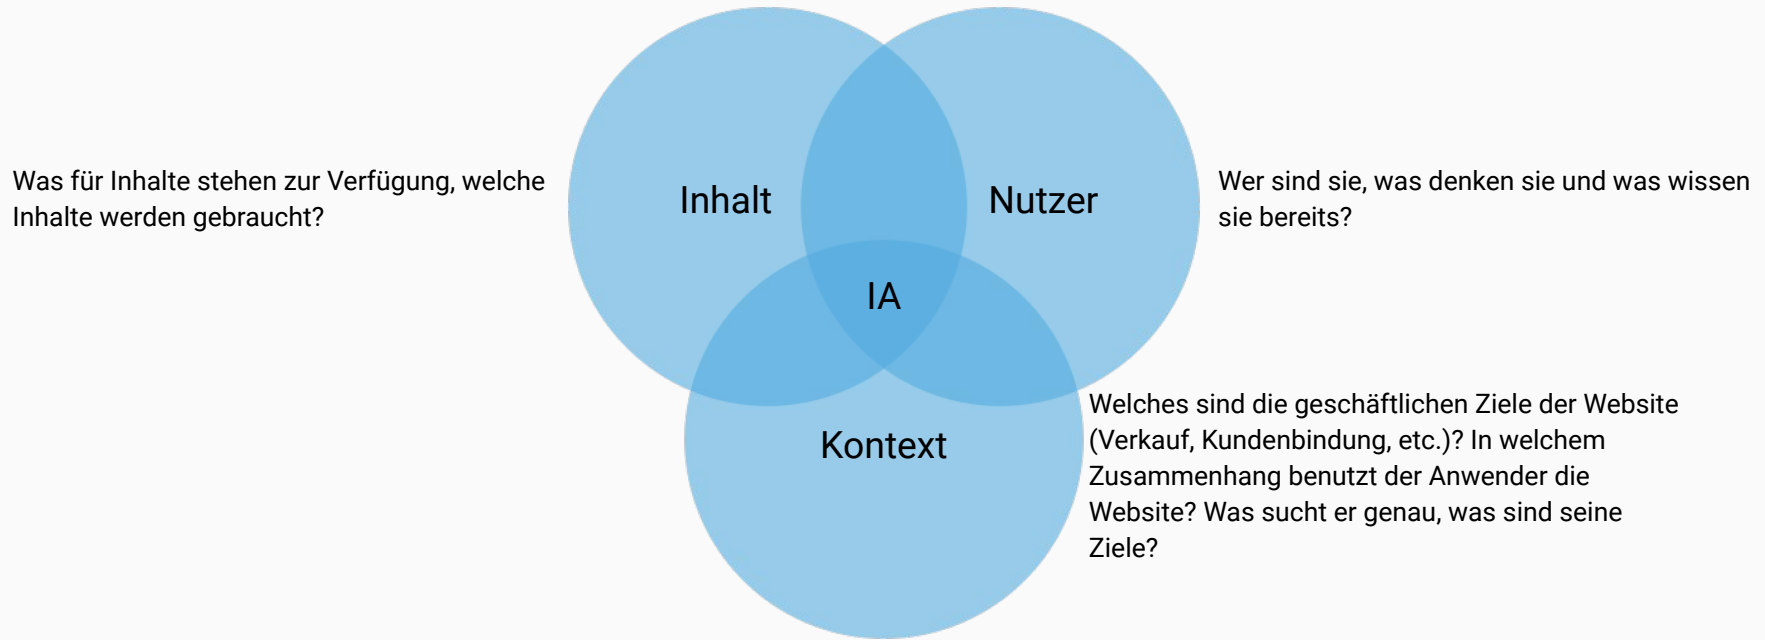 Was für Inhalte stehen zur Verfügung, welche
Inhalte werden gebraucht?
Inhalt
Nutzer
Wer sind sie, was denken sie und was wissen
sie bereits?
IA
Kontext
Welches sind die geschäftlichen Ziele der Website
(Verkauf, Kundenbindung, etc.)? In welchem
Zusammenhang benutzt der Anwender die
Website? Was sucht er genau, was sind seine
Ziele?